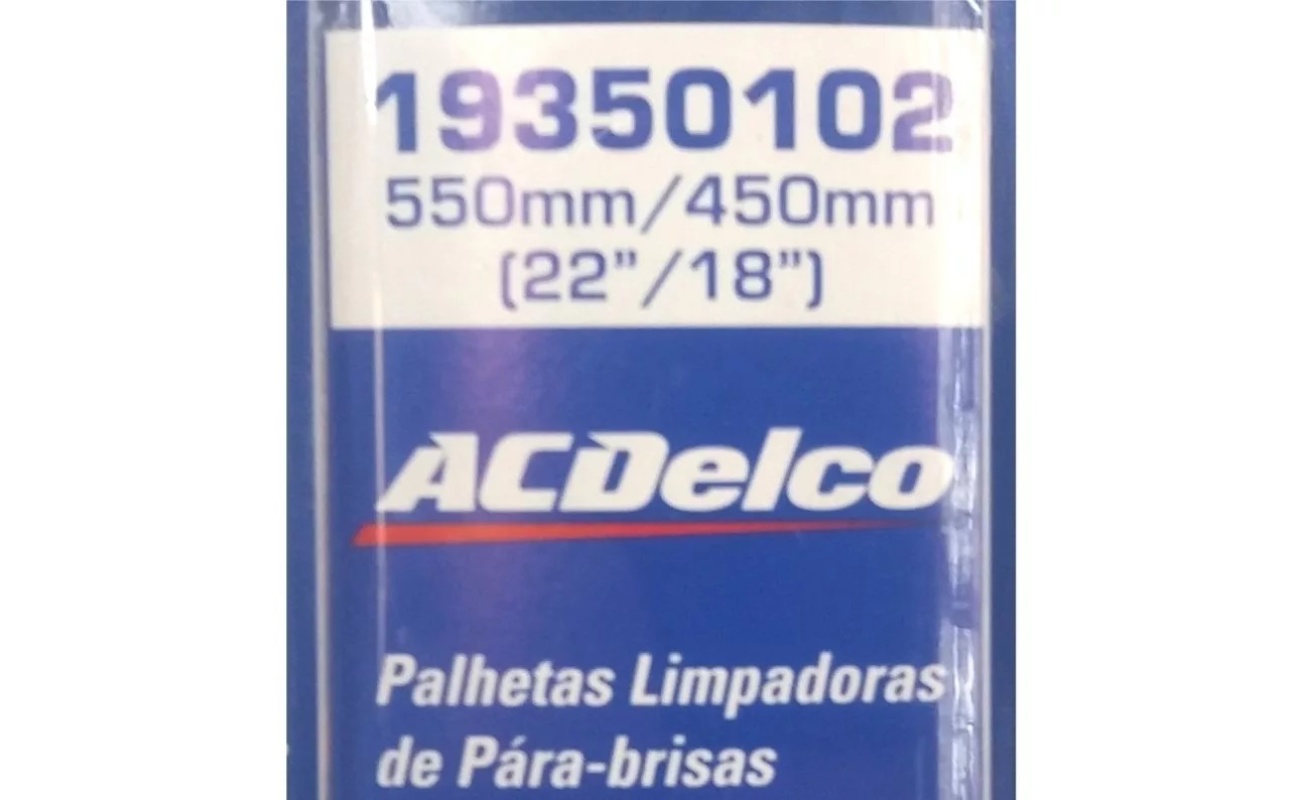 19350102
550mm/450mm
(22”/18”)
ACDelco
Palhetas Limpadoras
de Pára-brisas